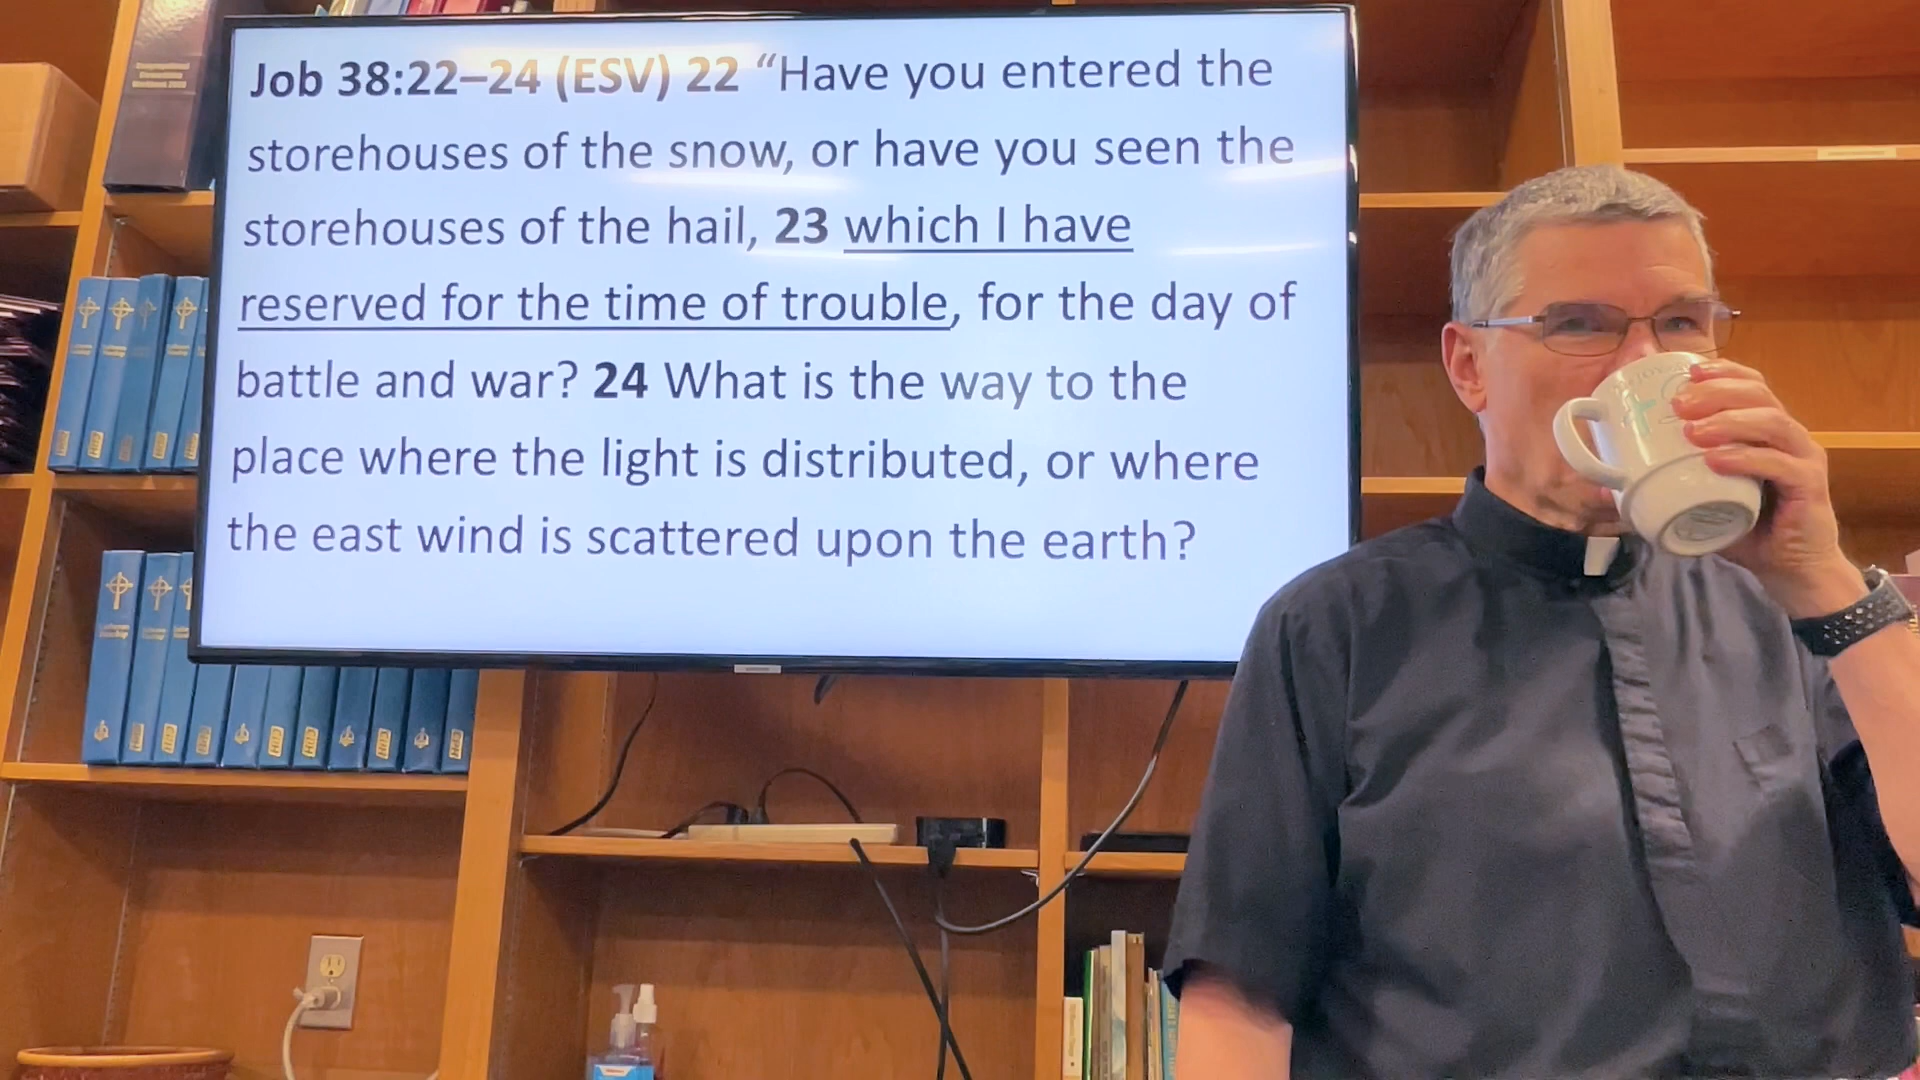 Job 38:22–24 (ESV) 22 “Have you entered the
storehouses of the snow, or have you seen the
storehouses of the hail, 23 which I have
reserved for the time of trouble, for the day of
battle and war? 24 What is the way to the
place where the light is distributed, or where
the east wind is scattered upon the earth?